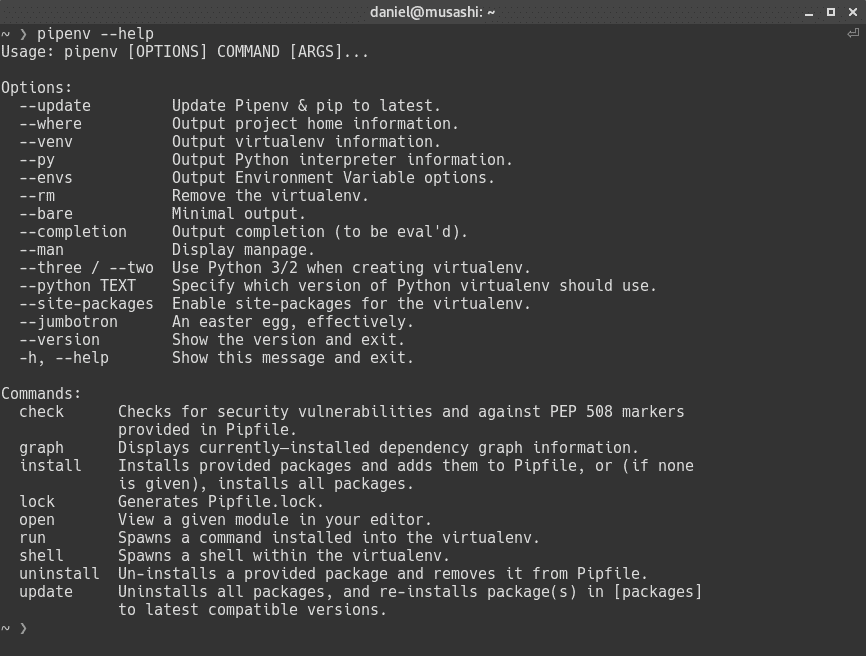 daniel@musashi: ~
~ ❯ pipenv --help
Usage: pipenv [OPTIONS] COMMAND [ARGS]...

Options:
  --update         Update Pipenv & pip to latest.
  --where          Output project home information.
  --venv           Output virtualenv information.
  --py             Output Python interpreter information.
  --envs           Output Environment Variable options.
  --rm             Remove the virtualenv.
  --bare           Minimal output.
  --completion     Output completion (to be eval'd).
  --man            Display manpage.
  --three / --two  Use Python 3/2 when creating virtualenv.
  --python TEXT    Specify which version of Python virtualenv should use.
  --site-packages  Enable site-packages for the virtualenv.
  --jumbotron      An easter egg, effectively.
  --version        Show the version and exit.
  -h, --help       Show this message and exit.

Commands:
  check      Checks for security vulnerabilities and against PEP 508 markers
             provided in Pipfile.
  graph      Displays currently–installed dependency graph information.
  install    Installs provided packages and adds them to Pipfile, or (if none
             is given), installs all packages.
  lock       Generates Pipfile.lock.
  open       View a given module in your editor.
  run        Spawns a command installed into the virtualenv.
  shell      Spawns a shell within the virtualenv.
  uninstall  Un-installs a provided package and removes it from Pipfile.
  update     Uninstalls all packages, and re-installs package(s) in [packages]
             to latest compatible versions.
~ ❯